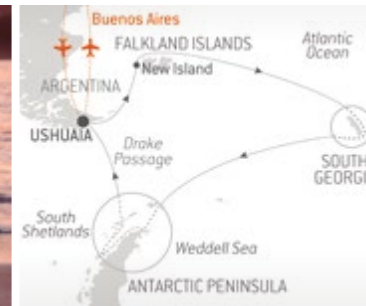 Buenos Aires
FALKLAND ISLANDS
Atlantic
Ocean
New Island
ARGENTINA
USHUAIA
Drake
Passage
SOUTH
GEORGI
South
Shetlands
Weddell Sea
ANTARCTIC PENINSULA